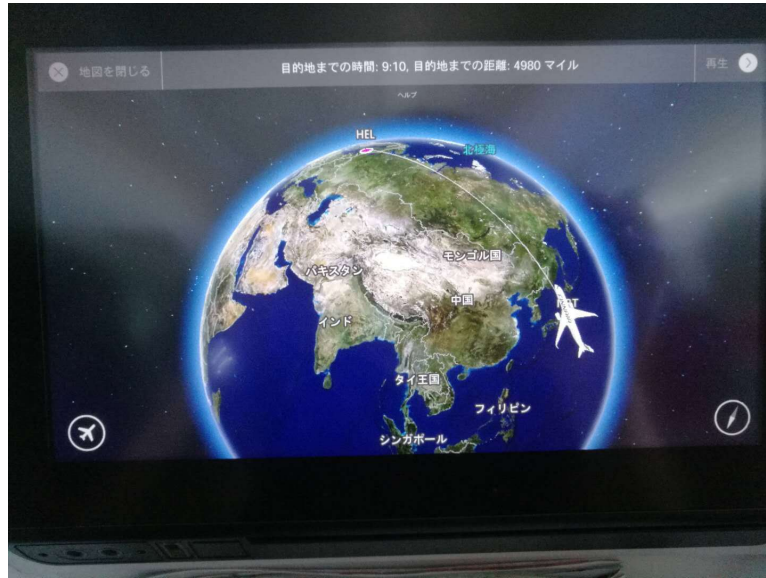 地図を閉じる
目的地までの時間: 9:10, 目的地までの距離: 4980 マイル
再生
ヘルプ
HEL
北極海
モンゴル国
パキスタン
中国
インド
タイ王国
フィリピン
シンガポール